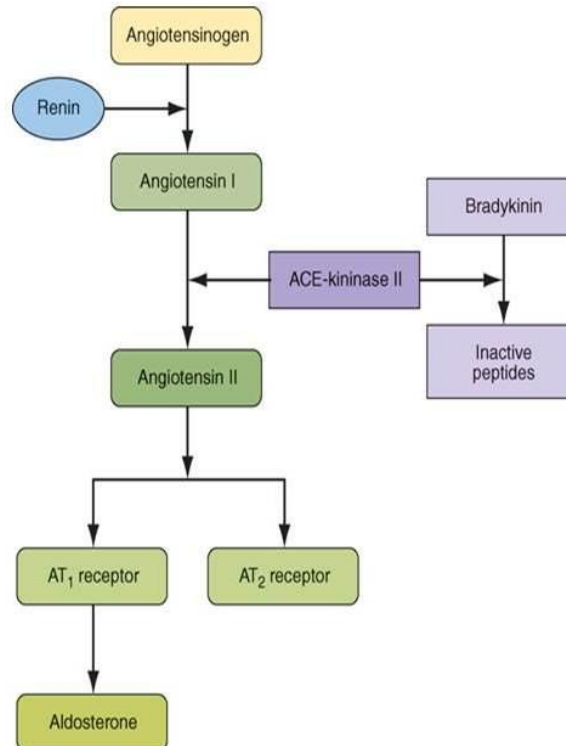 Angiotensinogen
Renin
Angiotensin I
Bradykinin
ACE-kininase II
Inactive
peptides
Angiotensin II
AT₁ receptor
AT₂ receptor
Aldosterone